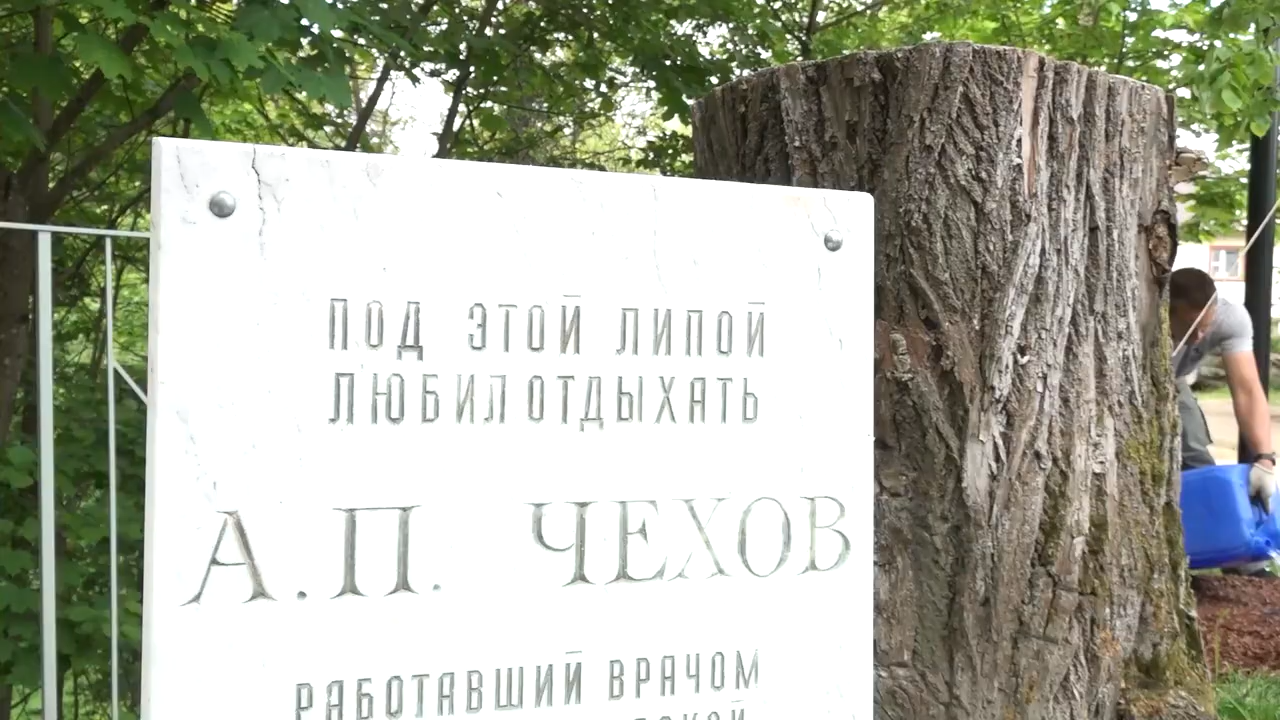 ПОД ЭТОЙ ЛИПОЙ
ЛЮБИЛ ОТДЫХАТЬ
А.П. ЧЕХОВ
РАБОТАВШИЙ ВРАЧОМ